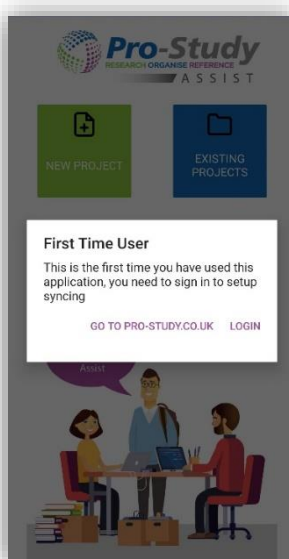 Pro-Study
RESEARCH ORGANISE REFERENCE
ASSIST
NEW PROJECT
EXISTING
PROJECTS
First Time User
This is the first time you have used this
application, you need to sign in to setup
syncing
GO TO PRO-STUDY.CO.UK LOGIN
Assist